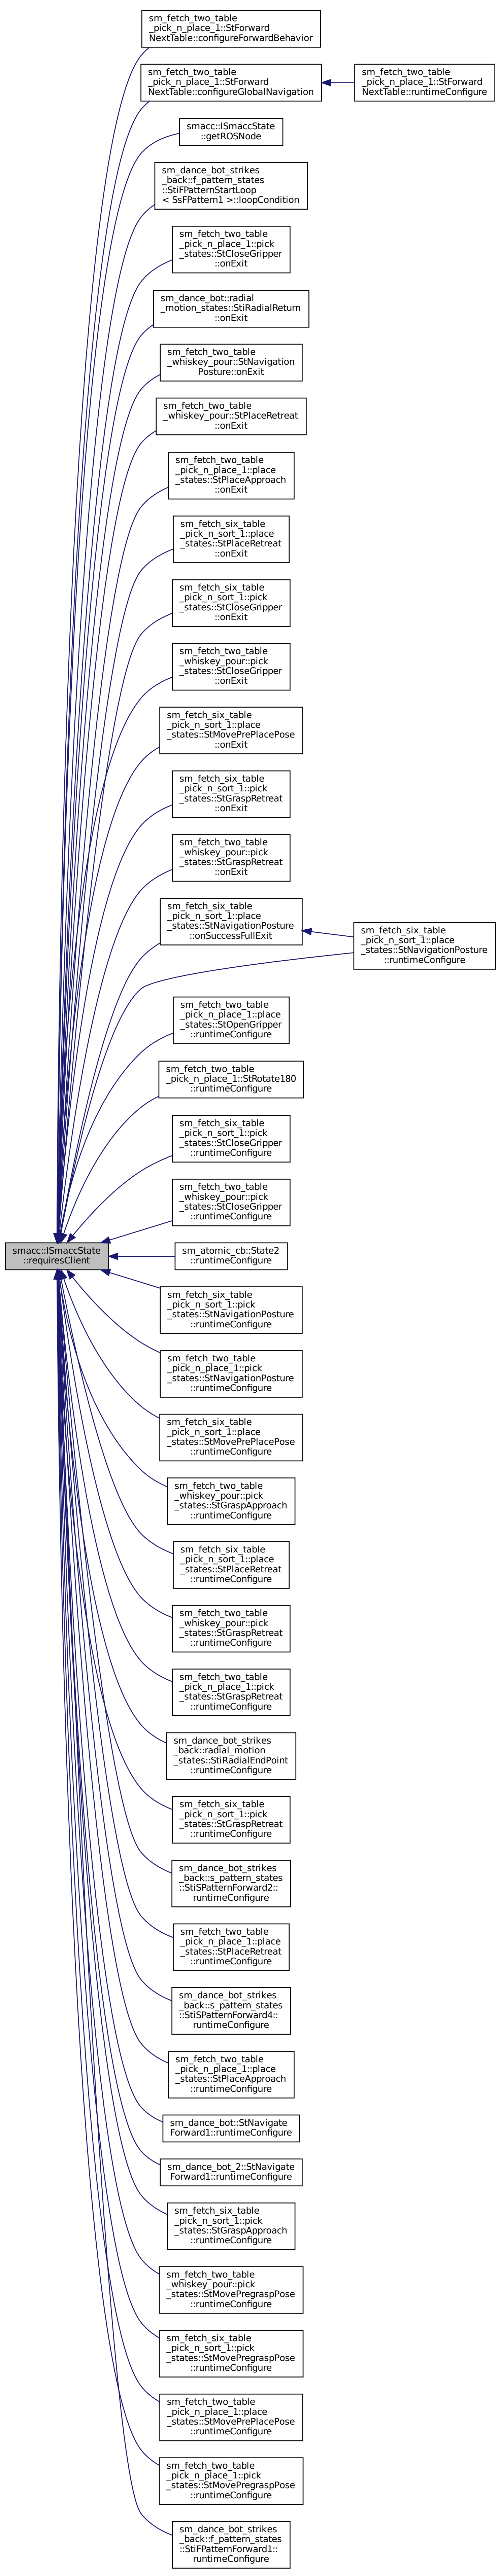 sm_fetch_two_table
_pick_n_place_1::StForward
NextTable::configureForwardBehavior
sm_fetch_two_table
_pick_n_place_1::StForward
NextTable::configureGlobalNavigation
sm_fetch_two_table
_pick_n_place_1::StForward
NextTable::runtimeConfigure
smacc::ISmaccState
::getROSNode
sm_dance_bot_strikes
_back::f_pattern_states
::StiFPatternStartLoop
< SsFPattern1 >::loopCondition
sm_fetch_two_table
_pick_n_place_1::pick
_states::StCloseGripper
::onExit
sm_dance_bot::radial
_motion_states::StiRadialReturn
::onExit
sm_fetch_two_table
_whiskey_pour::StNavigation
Posture::onExit
sm_fetch_two_table
_whiskey_pour::StPlaceRetreat
::onExit
sm_fetch_two_table
_pick_n_place_1::place
_states::StPlaceApproach
::onExit
sm_fetch_six_table
_pick_n_sort_1::place
_states::StPlaceRetreat
::onExit
sm_fetch_six_table
_pick_n_sort_1::pick
_states::StCloseGripper
::onExit
sm_fetch_two_table
_whiskey_pour::pick
_states::StCloseGripper
::onExit
sm_fetch_six_table
_pick_n_sort_1::place
_states::StMovePrePlacePose
::onExit
sm_fetch_six_table
_pick_n_sort_1::pick
_states::StGraspRetreat
::onExit
sm_fetch_two_table
_whiskey_pour::pick
_states::StGraspRetreat
::onExit
sm_fetch_six_table
_pick_n_sort_1::place
_states::StNavigationPosture
::onSuccessFullExit
sm_fetch_six_table
_pick_n_sort_1::place
_states::StNavigationPosture
::runtimeConfigure
sm_fetch_two_table
_pick_n_place_1::place
_states::StOpenGripper
::runtimeConfigure
sm_fetch_two_table
_pick_n_place_1::StRotate180
::runtimeConfigure
sm_fetch_six_table
_pick_n_sort_1::pick
_states::StCloseGripper
::runtimeConfigure
sm_fetch_two_table
_whiskey_pour::pick
_states::StCloseGripper
::runtimeConfigure
smacc::ISmaccState
::requiresClient
sm_atomic_cb::State2
::runtimeConfigure
sm_fetch_six_table
_pick_n_sort_1::pick
_states::StNavigationPosture
::runtimeConfigure
sm_fetch_two_table
_pick_n_place_1::pick
_states::StNavigationPosture
::runtimeConfigure
sm_fetch_six_table
_pick_n_sort_1::place
_states::StMovePrePlacePose
::runtimeConfigure
sm_fetch_two_table
_whiskey_pour::pick
_states::StGraspApproach
::runtimeConfigure
sm_fetch_six_table
_pick_n_sort_1::place
_states::StPlaceRetreat
::runtimeConfigure
sm_fetch_two_table
_whiskey_pour::pick
_states::StGraspRetreat
::runtimeConfigure
sm_fetch_two_table
_pick_n_place_1::pick
_states::StGraspRetreat
::runtimeConfigure
sm_dance_bot_strikes
_back::radial_motion
_states::StiRadialEndPoint
::runtimeConfigure
sm_fetch_six_table
_pick_n_sort_1::pick
_states::StGraspRetreat
::runtimeConfigure
sm_dance_bot_strikes
_back::s_pattern_states
::StiSPatternForward2::
runtimeConfigure
sm_fetch_two_table
_pick_n_place_1::place
_states::StPlaceRetreat
::runtimeConfigure
sm_dance_bot_strikes
_back::s_pattern_states
::StiSPatternForward4::
runtimeConfigure
sm_fetch_two_table
_pick_n_place_1::place
_states::StPlaceApproach
::runtimeConfigure
sm_dance_bot::StNavigate
Forward1::runtimeConfigure
sm_dance_bot_2::StNavigate
Forward1::runtimeConfigure
sm_fetch_six_table
_pick_n_sort_1::pick
_states::StGraspApproach
::runtimeConfigure
sm_fetch_two_table
_whiskey_pour::pick
_states::StMovePregraspPose
::runtimeConfigure
sm_fetch_six_table
_pick_n_sort_1::pick
_states::StMovePregraspPose
::runtimeConfigure
sm_fetch_two_table
_pick_n_place_1::place
_states::StMovePrePlacePose
::runtimeConfigure
sm_fetch_two_table
_pick_n_place_1::pick
_states::StMovePregraspPose
::runtimeConfigure
sm_dance_bot_strikes
_back::f_pattern_states
::StiFPatternForward1::
runtimeConfigure